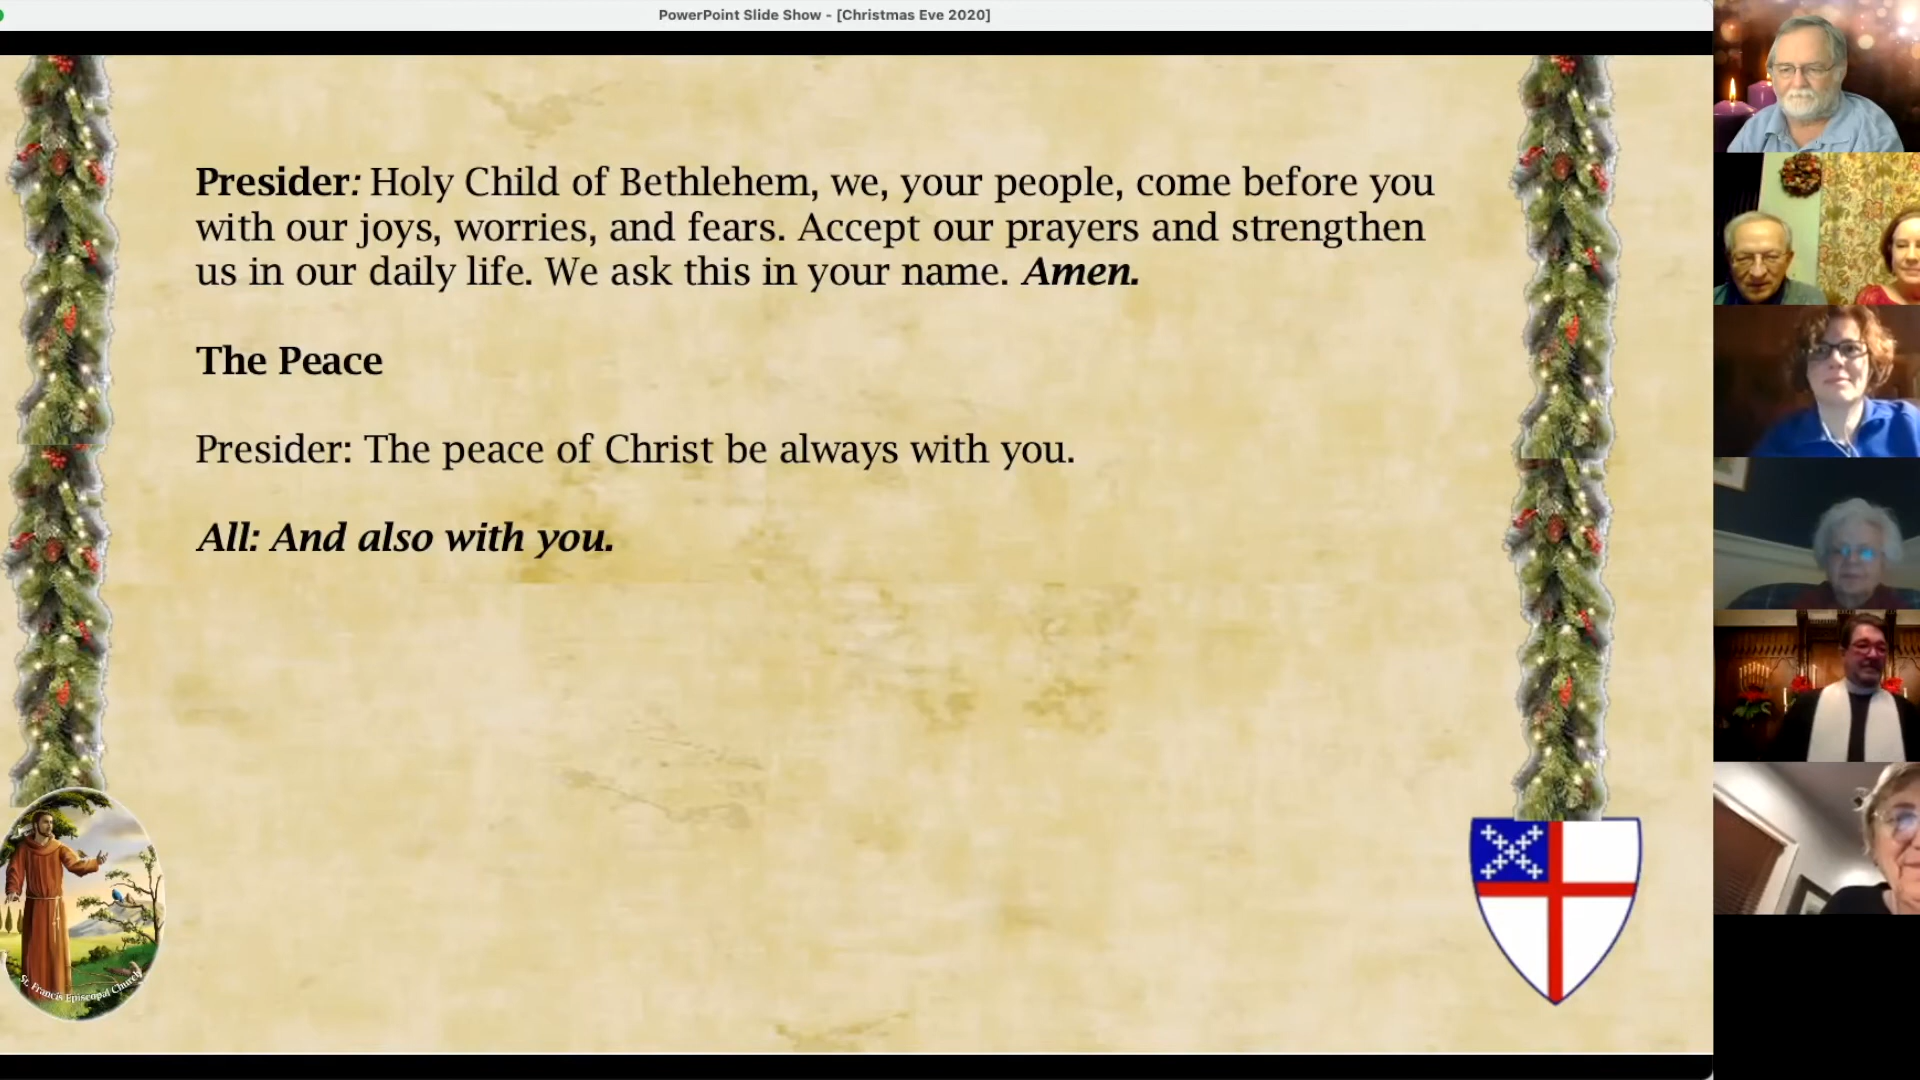 PowerPoint Slide Show - [Christmas Eve 2020]
Presider: Holy Child of Bethlehem, we, your people, come before you
with our joys, worries, and fears. Accept our prayers and strengthen
us in our daily life. We ask this in your name. Amen.
The Peace
Presider: The peace of Christ be always with you.
All: And also with you.
St. Francis Episcopal Church